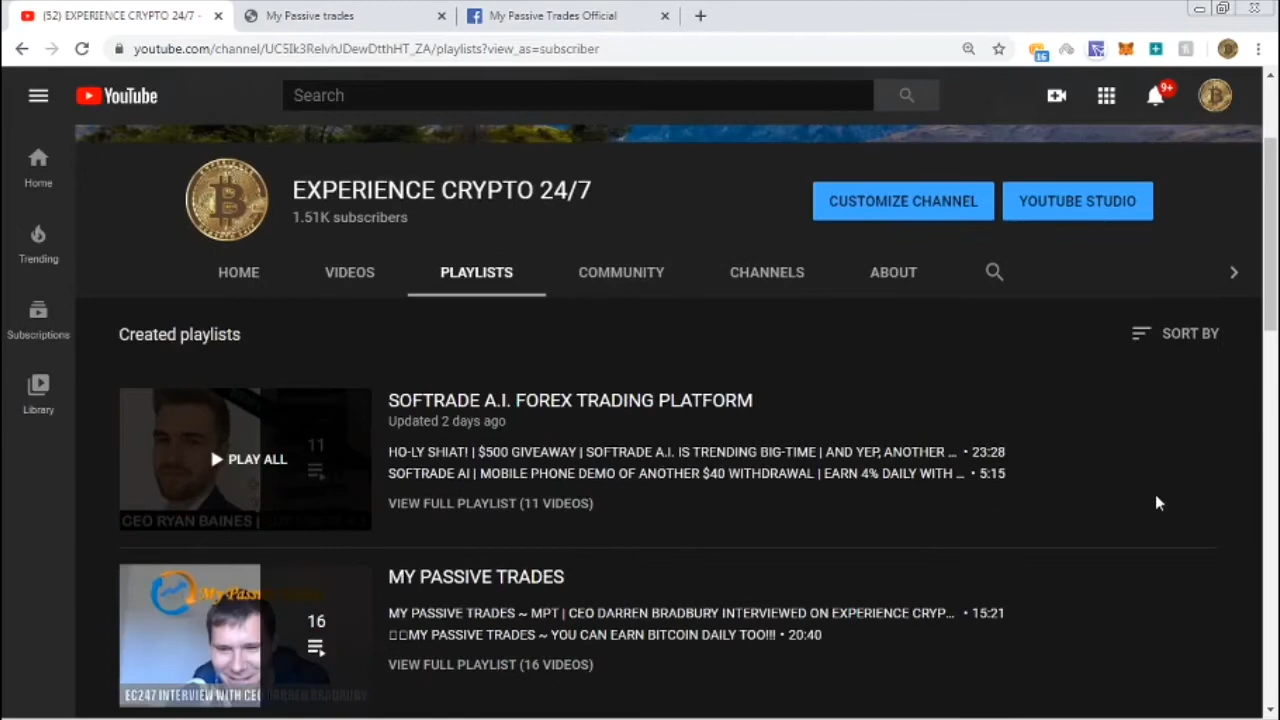 (52) EXPERIENCE CRYPTO 24/7 -
My Passive trades
My Passive Trades Official
youtube.com/channel/UC5Ik3RelvhJDewDtthHT_ZA/playlists?view_as=subscriber
16
YouTube
Search
9+
Home
Trending
Subscriptions
Library
EXPERIENCE CRYPTO 24/7
1.51K subscribers
CUSTOMIZE CHANNEL
YOUTUBE STUDIO
HOME VIDEOS PLAYLISTS COMMUNITY CHANNELS ABOUT
Created playlists
SORT BY
11
PLAY ALL
CEO RYAN BAINES |
SOFTRADE A.I. FOREX TRADING PLATFORM
Updated 2 days ago
HO-LY SHIAT! | $500 GIVEAWAY | SOFTRADE A.I. IS TRENDING BIG-TIME | AND YEP, ANOTHER ... • 23:28
SOFTRADE AI | MOBILE PHONE DEMO OF ANOTHER $40 WITHDRAWAL | EARN 4% DAILY WITH ... • 5:15
VIEW FULL PLAYLIST (11 VIDEOS)
My Passive
16
EC247 INTERVIEW WITH CEO DARREN BRADBURY
MY PASSIVE TRADES
MY PASSIVE TRADES ~ MPT | CEO DARREN BRADBURY INTERVIEWED ON EXPERIENCE CRYP... • 15:21
MY PASSIVE TRADES ~ YOU CAN EARN BITCOIN DAILY TOO!!! • 20:40
VIEW FULL PLAYLIST (16 VIDEOS)